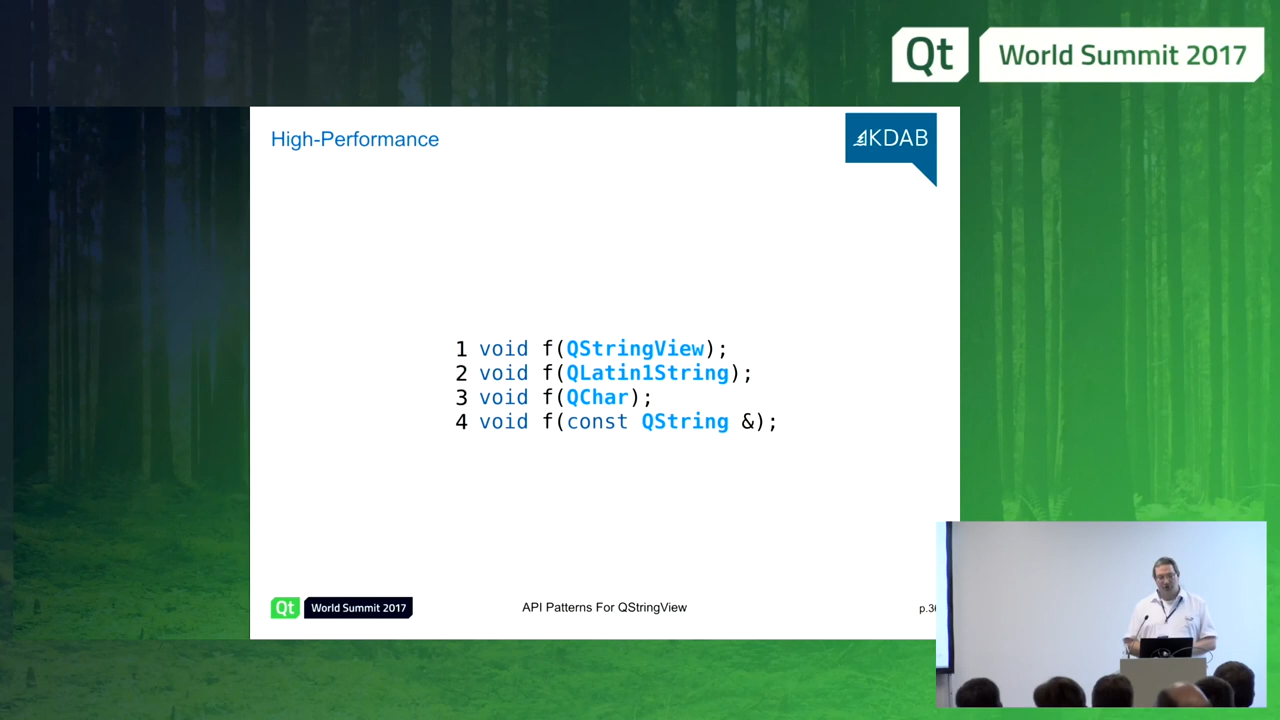 Qt World Summit 2017
High-Performance
KDAB
1 void f(QStringView);
2 void f(QLatin1String);
3 void f(QChar);
4 void f(const QString &);
Qt World Summit 2017
API Patterns For QStringView